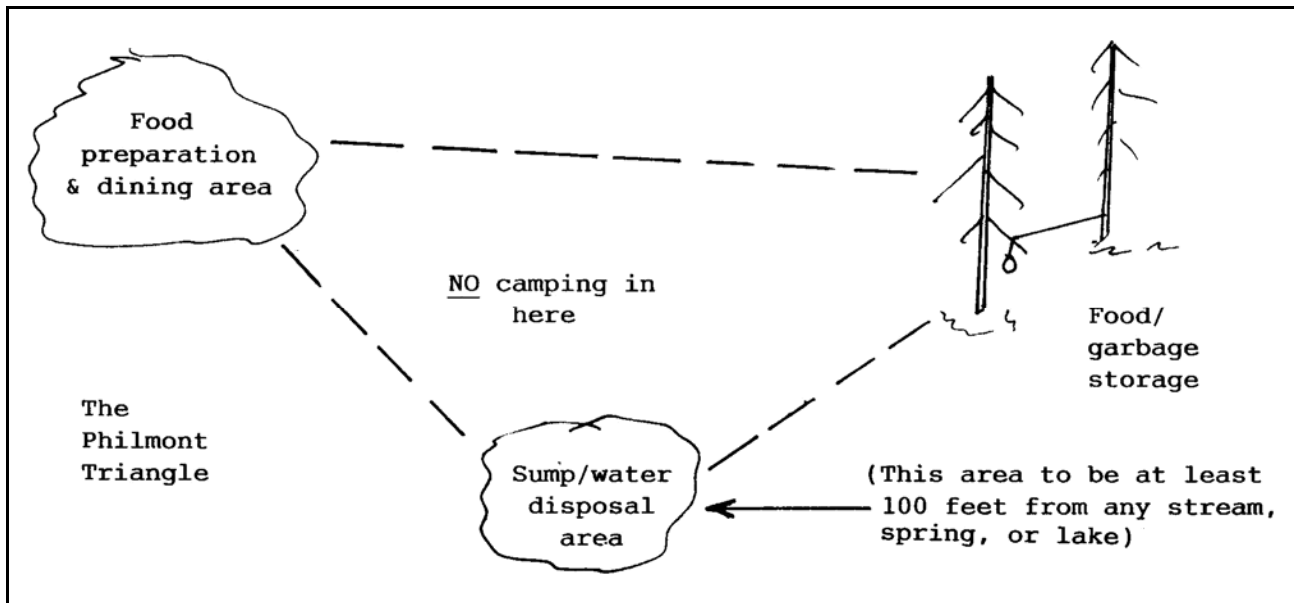 Food
preparation
& dining area
NO camping in
here
Food/
garbage
storage
The
Philmont
Triangle
Sump/water
disposal
area
(This area to be at least
100 feet from any stream,
spring, or lake)